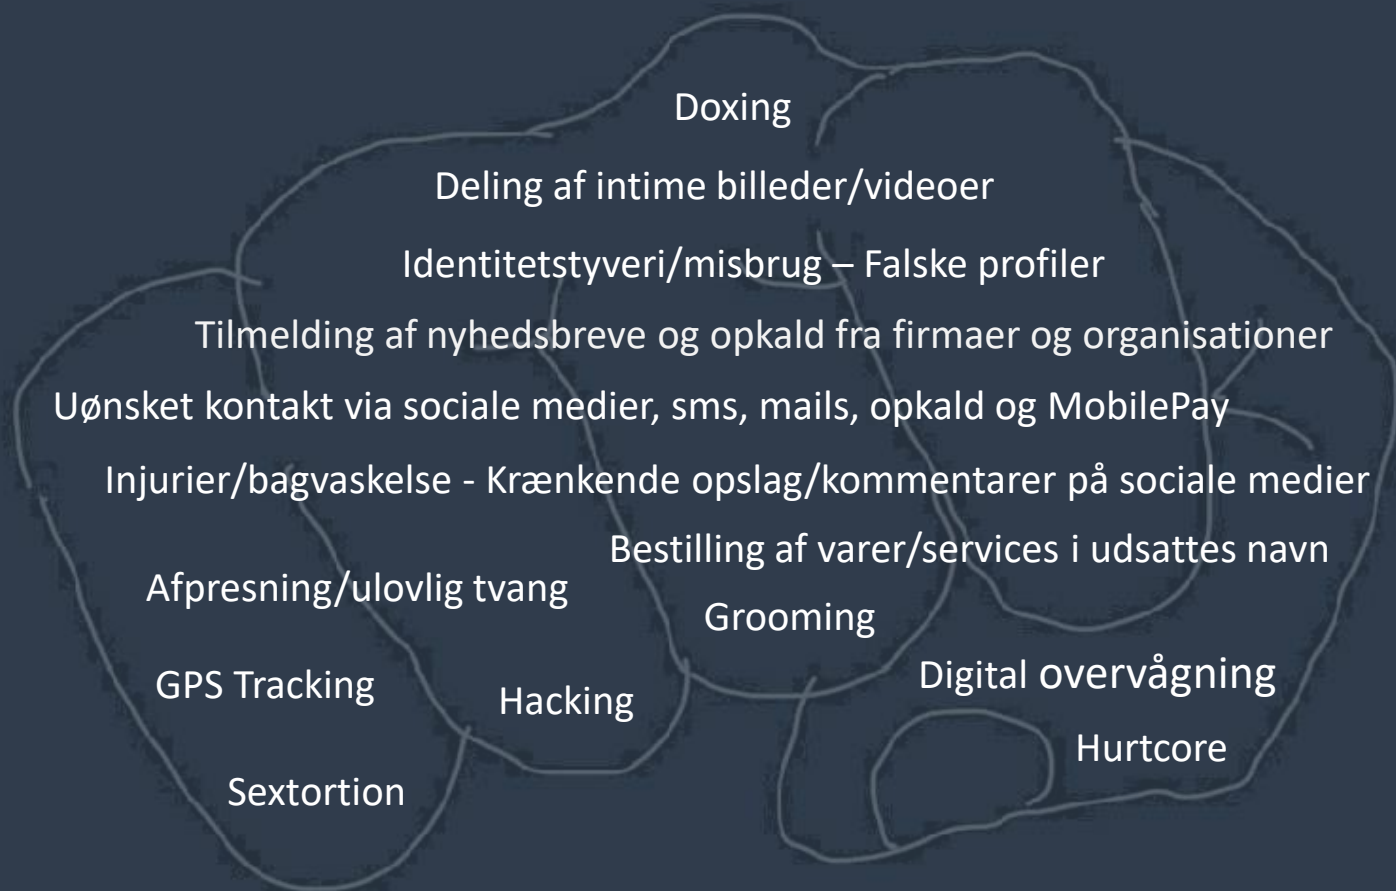 Doxing
Deling af intime billeder/videoer
Identitetstyveri/misbrug – Falske profiler
Tilmelding af nyhedsbreve og opkald fra firmaer og organisationer
Uønsket kontakt via sociale medier, sms, mails, opkald og MobilePay
Injurier/bagvaskelse - Krænkende opslag/kommentarer på sociale medier
Bestilling af varer/services i udsattes navn
Afpresning/ulovlig tvang
Grooming
Digital overvågning
GPS Tracking
Hacking
Hurtcore
Sextortion